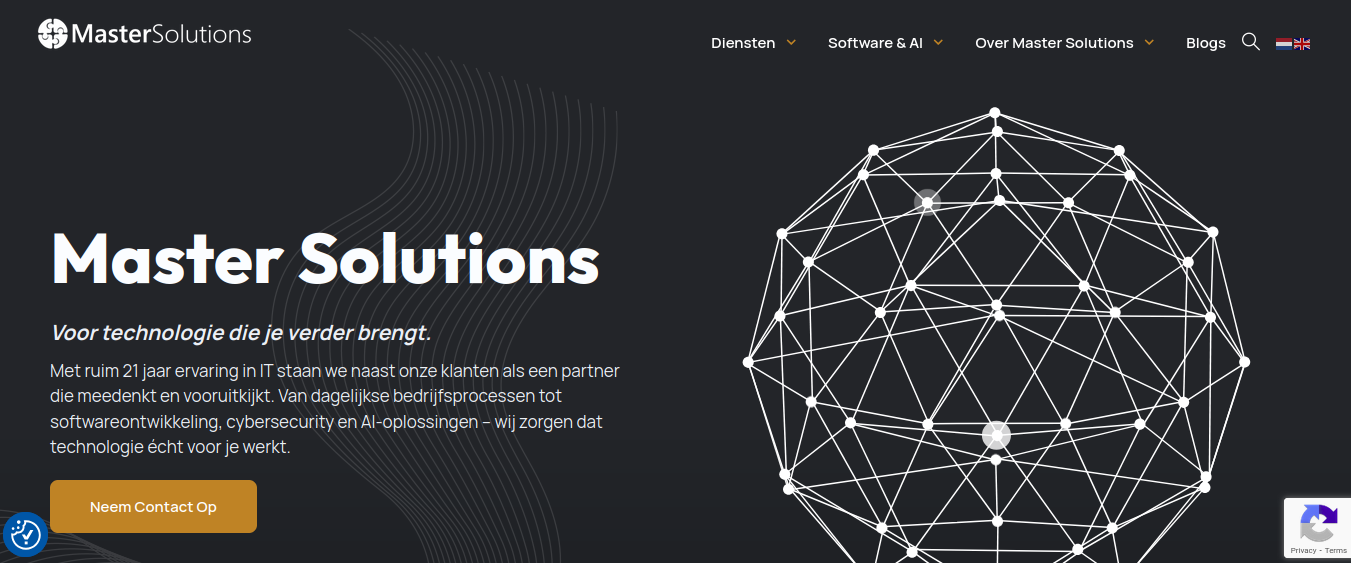 MasterSolutions
Diensten
Software & AI
Over Master Solutions
Blogs
Master Solutions
Voor technologie die je verder brengt.
Met ruim 21 jaar ervaring in IT staan we naast onze klanten als een partner
die meedenkt en vooruitkijkt. Van dagelijkse bedrijfsprocessen tot
softwareontwikkeling, cybersecurity en AI-oplossingen – wij zorgen dat
technologie écht voor je werkt.
Neem Contact Op
Privacy - Terms